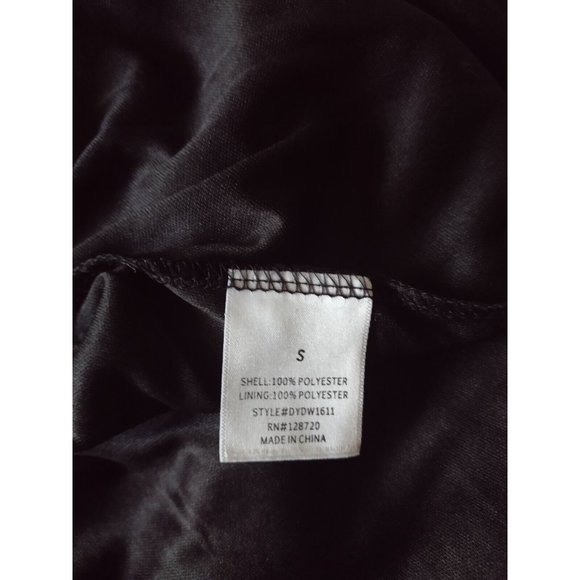 S
SHELL:100% POLYESTER
LINING:100% POLYESTER
STYLE#DYDW1611
RN#128720
MADE IN CHINA